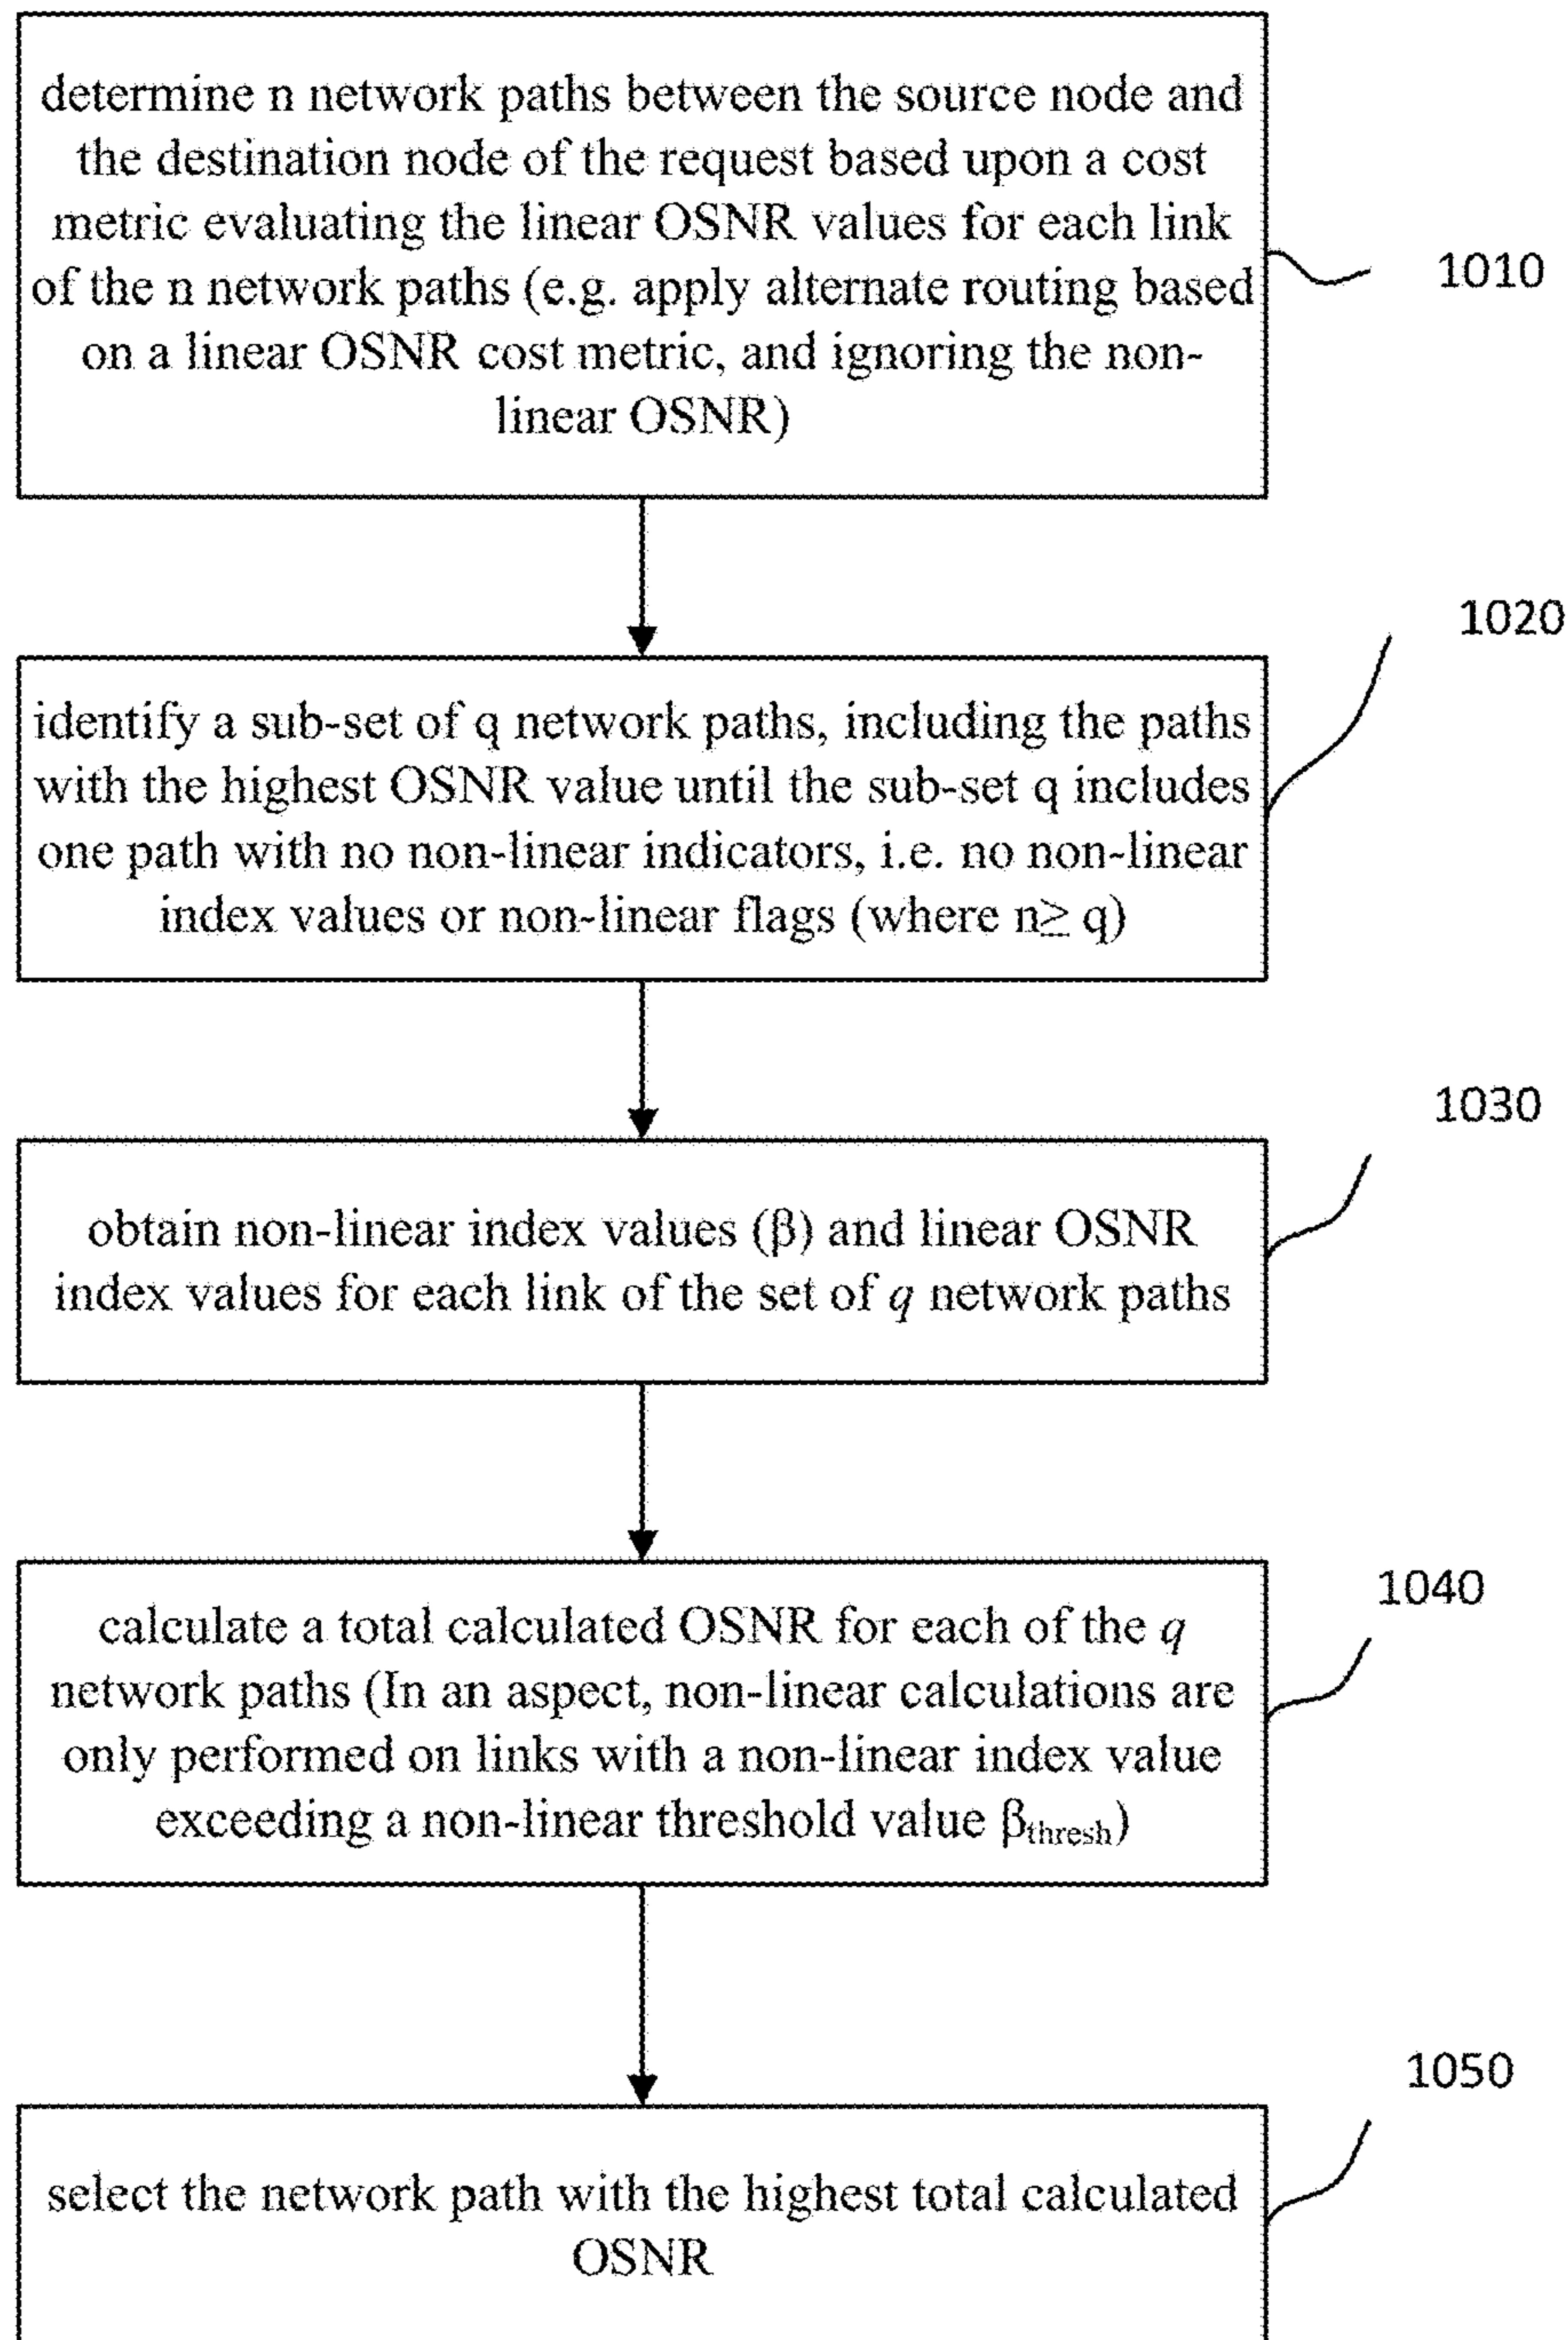 determine n network paths between the source node and
the destination node of the request based upon a cost
metric evaluating the linear OSNR values for each link
of the n network paths (e.g. apply alternate routing based
on a linear OSNR cost metric, and ignoring the non-
linear OSNR)
1010
1020
identify a sub-set of q network paths, including the paths
with the highest OSNR value until the sub-set q includes
one path with no non-linear indicators, i.e. no non-linear
index values or non-linear flags (where n≥ q)
1030
obtain non-linear index values (β) and linear OSNR
index values for each link of the set of q network paths
1040
calculate a total calculated OSNR for each of the q
network paths (In an aspect, non-linear calculations are
only performed on links with a non-linear index value
exceeding a non-linear threshold value βthresh)
1050
select the network path with the highest total calculated
OSNR